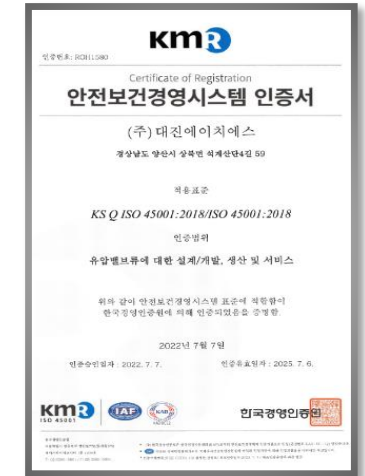 KMR
인증번호: ROH1580
Certificate of Registration
안전보건경영시스템 인증서
(주)대진에이치에스
경상남도 양산시 상북면 석계산단4길 59
적용표준
KS Q ISO 45001:2018/ISO 45001:2018
인증범위
유압밸브류에 대한 설계/개발, 생산 및 서비스
위와 같이 안전보건경영시스템 표준에 적합함이
한국경영인증원에 의해 인증되었음을 증명함.
2022년 7월 7일
인증승인일자 : 2022. 7. 7. 인증유효일자 : 2025. 7. 6.
KMR
ISO 45001
IAF
KAB
한국경영인증원